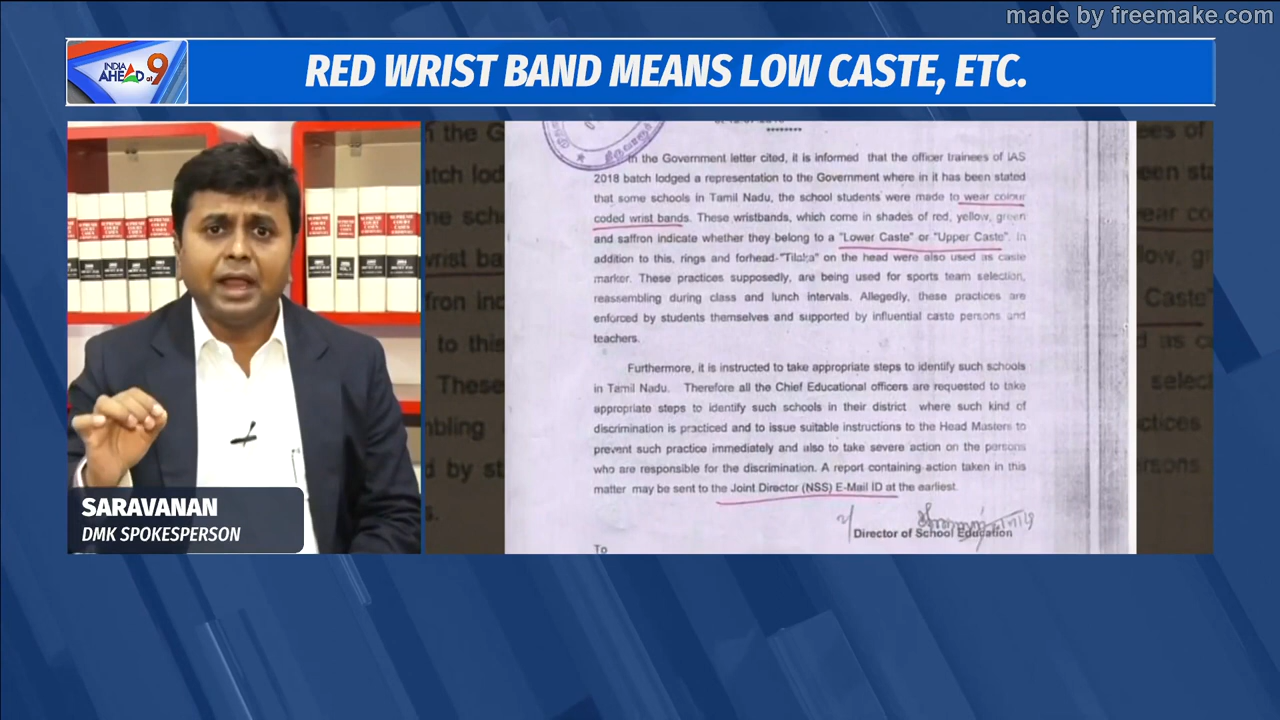 made by freemake.com
INDIA
AHEAD at 9
RED WRIST BAND MEANS LOW CASTE, ETC.
In the Government letter cited, it is informed that the officer trainees of IAS
2018 batch lodged a representation to the Government where in it has been stated
that some schools in Tamil Nadu, the school students were made to wear colour
coded wrist bands. These wristbands, which come in shades of red, yellow, green
and saffron indicate whether they belong to a "Lower Caste" or "Upper Caste". In
addition to this, rings and forhead-"Tilaka" on the head were also used as caste
marker. These practices supposedly, are being used for sports team selection,
reassembling during class and lunch intervals. Allegedly, these practices are
enforced by students themselves and supported by influential caste persons and
teachers.
Furthermore, it is instructed to take appropriate steps to identify such schools
in Tamil Nadu. Therefore all the Chief Educational officers are requested to take
appropriate steps to identify such schools in their district where such kind of
discrimination is practiced and to issue suitable instructions to the Head Masters to
prevent such practice immediately and also to take severe action on the persons
who are responsible for the discrimination. A report containing action taken in this
matter may be sent to the Joint Director (NSS) E-Mail ID at the earliest.
Director of School Education
To
SARAVANAN
DMK SPOKESPERSON